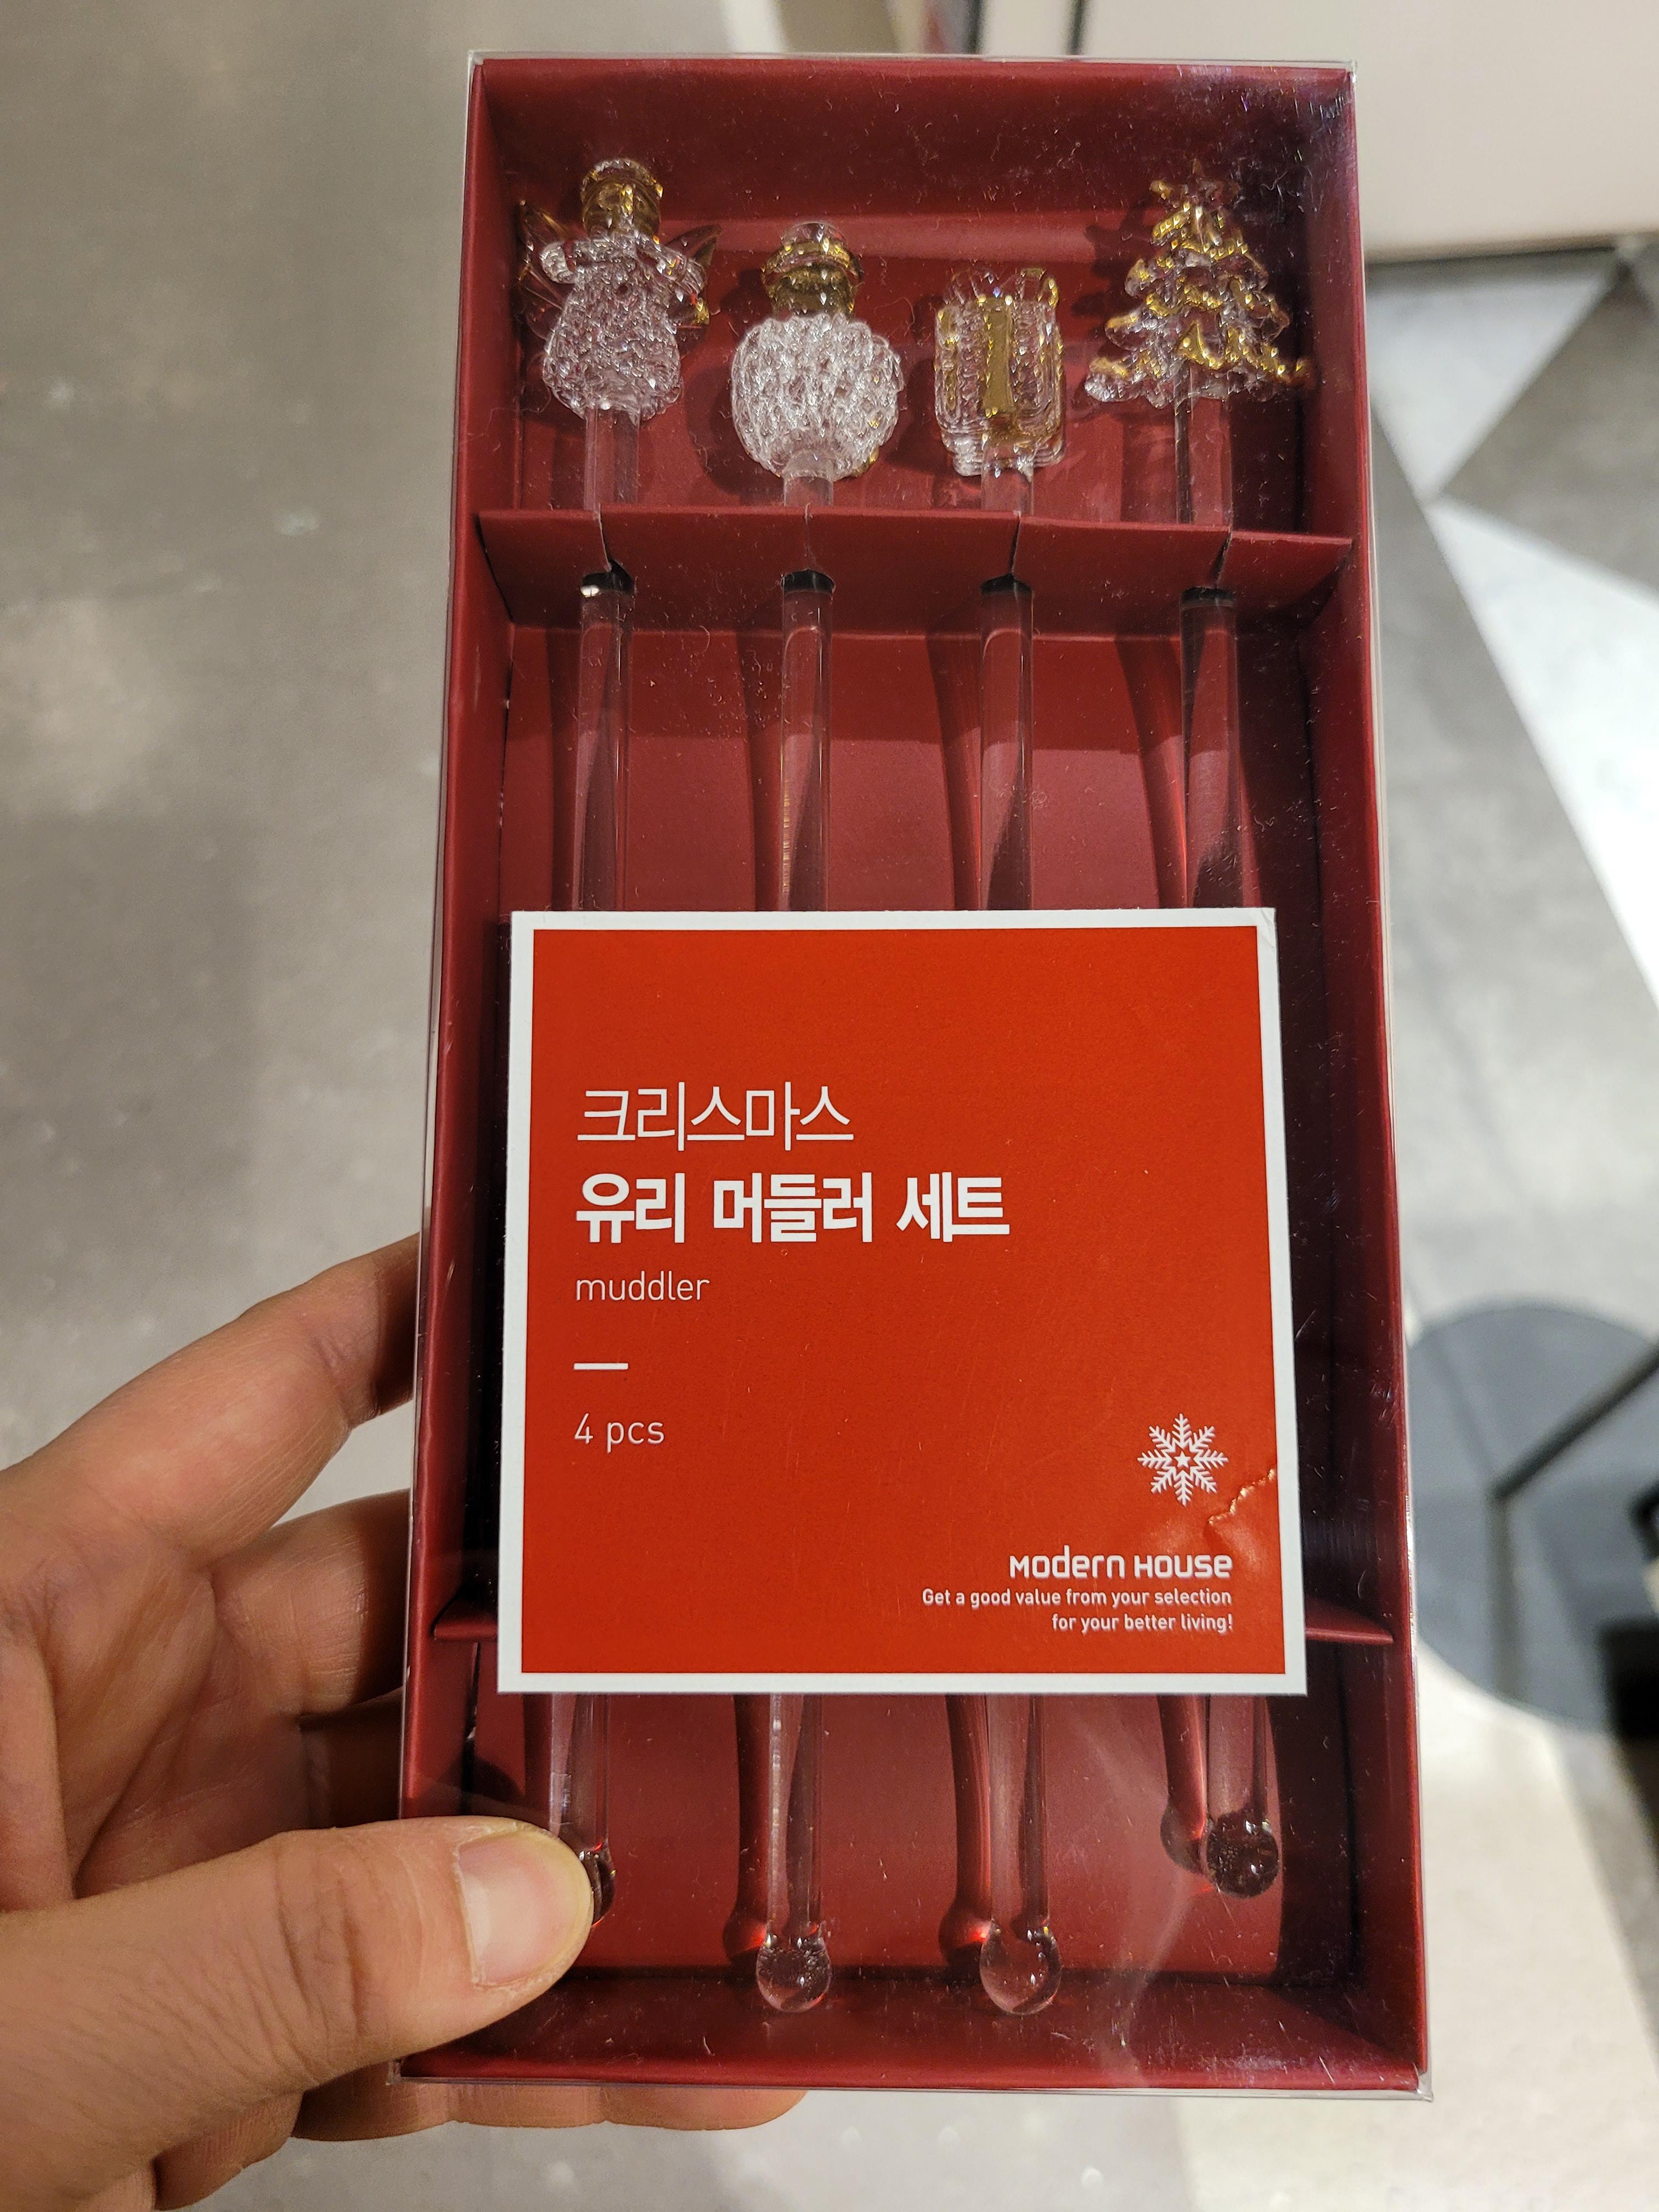 크리스마스
유리 머들러 세트
muddler
4 pcs
MODERN HOUSE
Get a good value from your selection
for your better living!